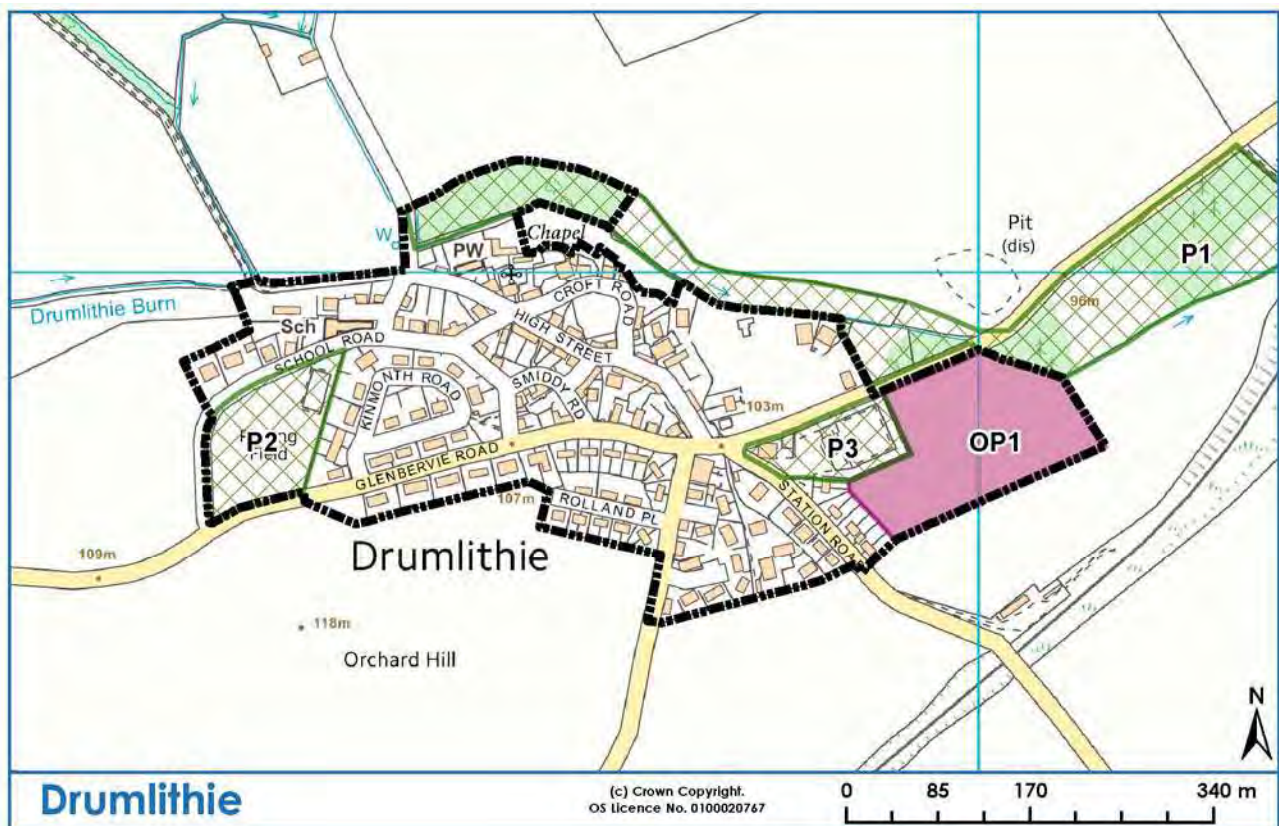 Drumlithie Burn
W
PW
Chapel
Pit
(dis)
P1
96m
Sch
SCHOOL ROAD
CROFT ROAD
HIGH STREET
KINMONTH ROAD
SMIDDY RD
103m
P2
Field
P3
OP1
GLENBERVIE ROAD
107m
ROLLAND PL
STATION ROAD
Drumlithie
109m
118m
Orchard Hill
N
Drumlithie
(c) Crown Copyright.
OS Licence No. 0100020767
0 85 170 340 m